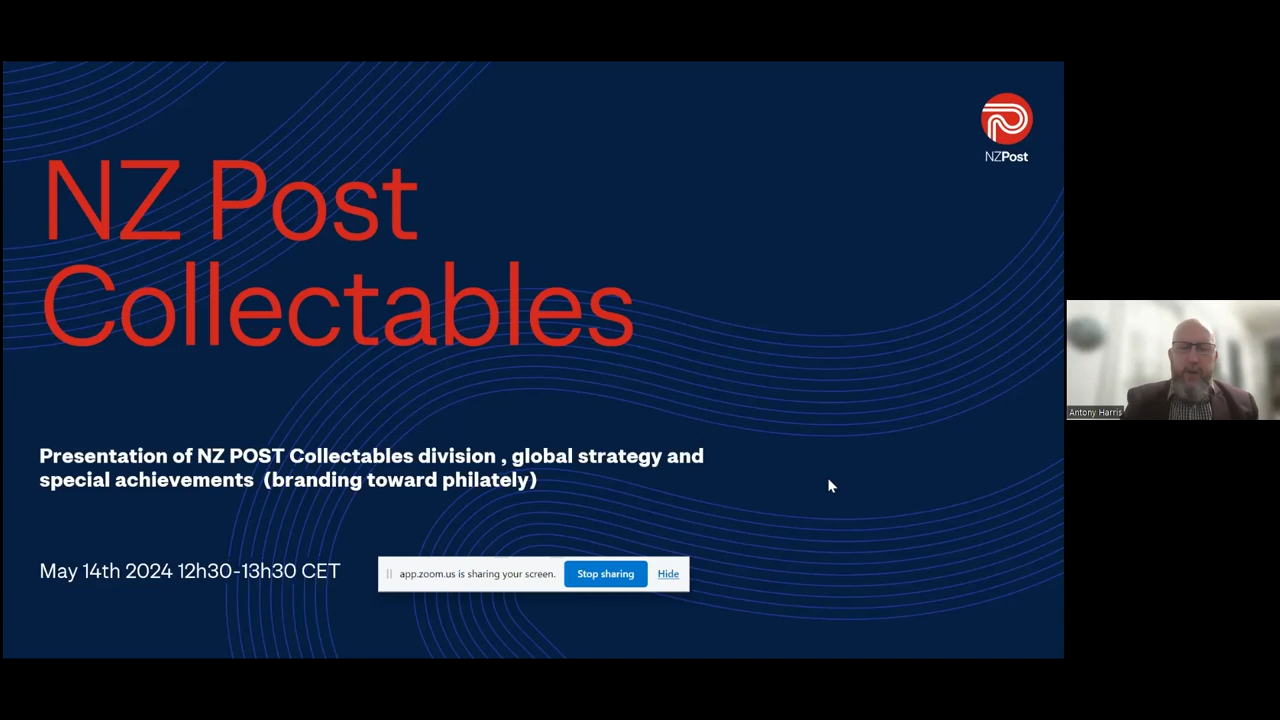 NZPost
NZ Post
Collectables
Presentation of NZ POST Collectables division , global strategy and
special achievements  (branding toward philately)
May 14th 2024 12h30-13h30 CET
app.zoom.us is sharing your screen.
Stop sharing
Hide
Antony Harris